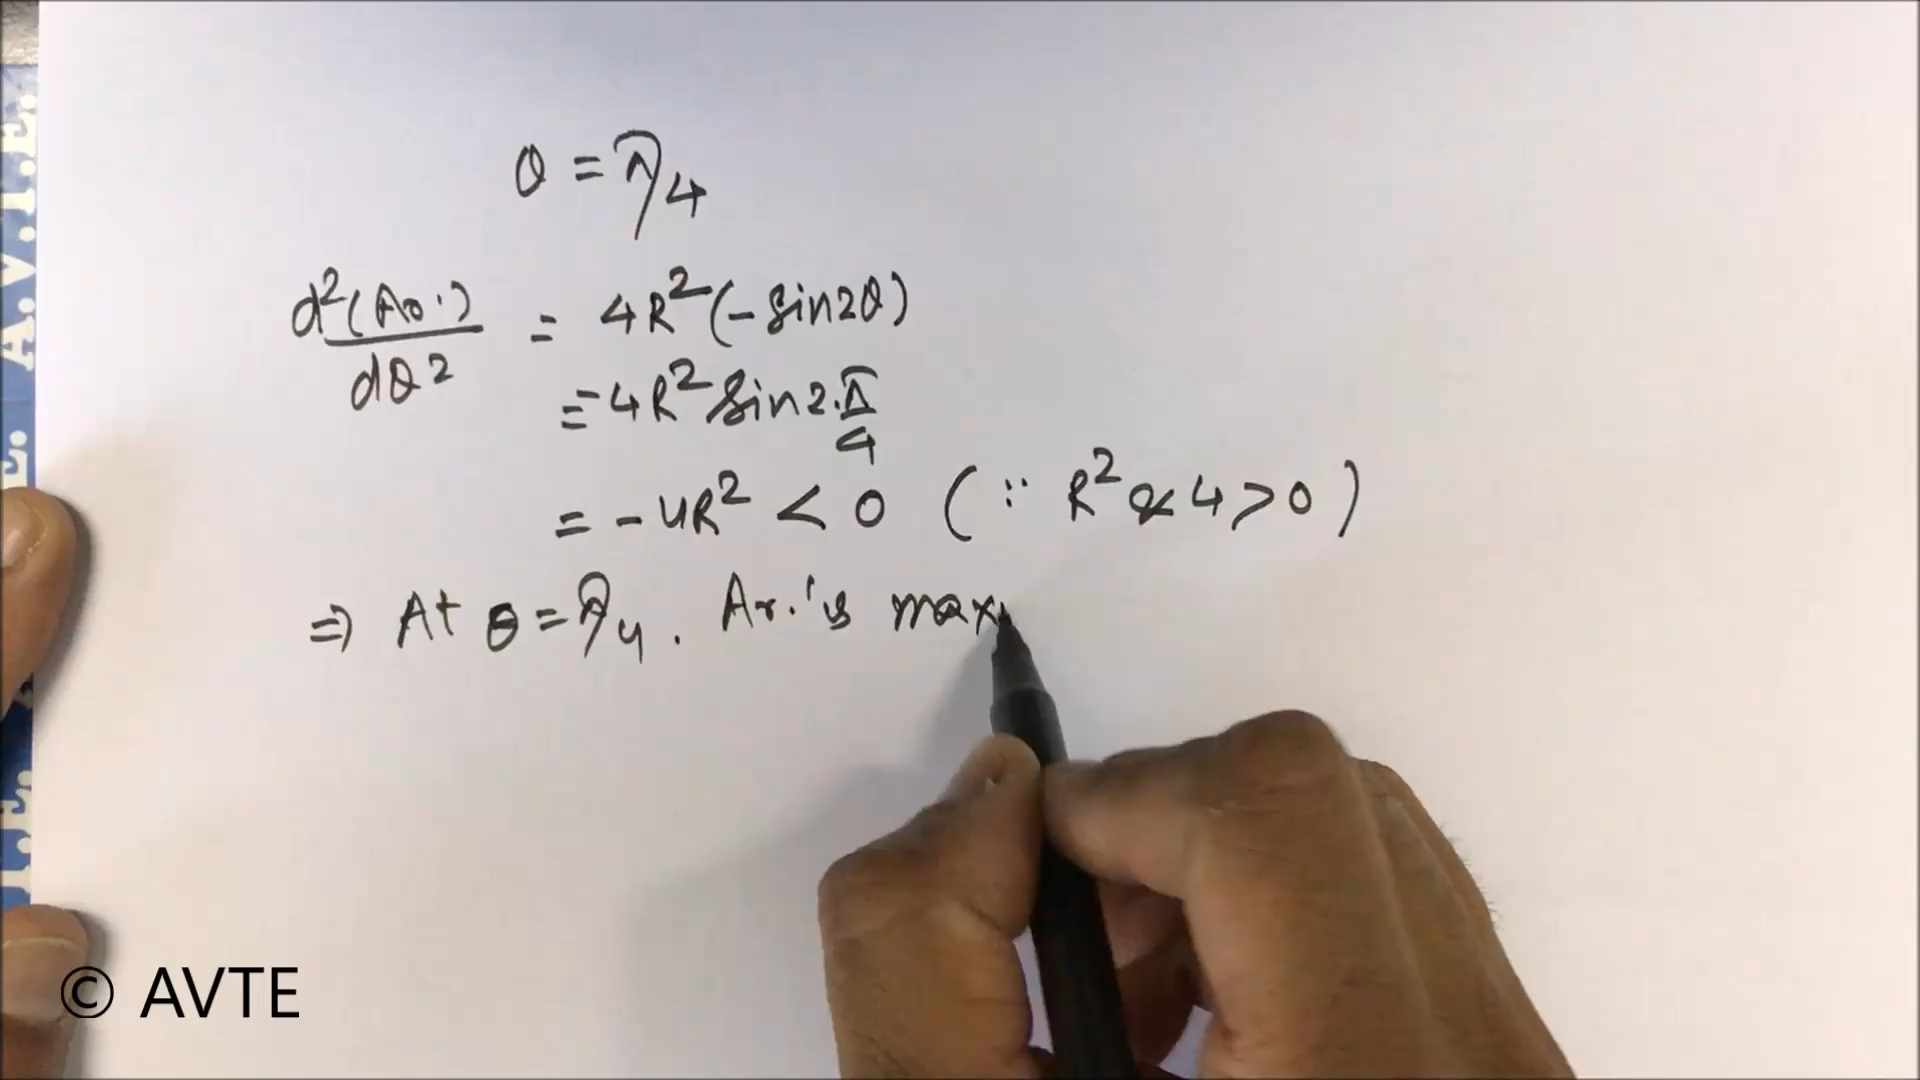 θ = π/4
d²(Ar.)/dθ² = 4R²(- sin2θ)
= -4R² sin2.π/4
= - 4R² < 0 (∵ R² & 4 > 0)
⇒ At θ = π/4. Ar. is max
© AVTE
A.V.T.E.